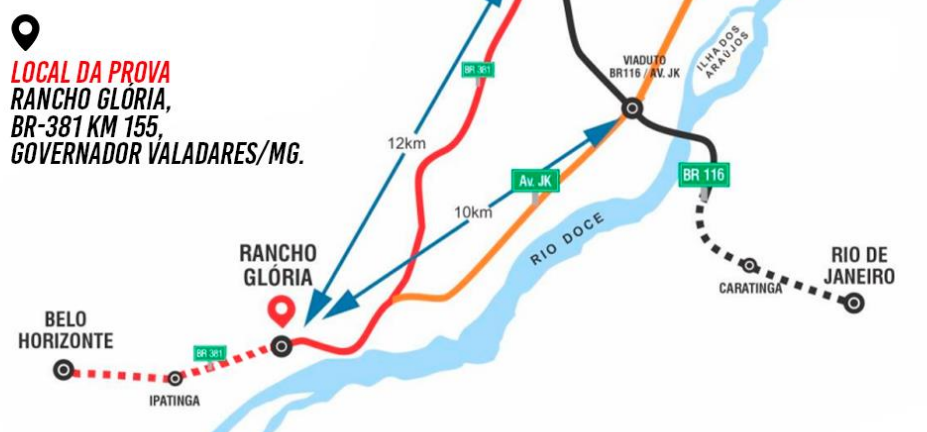 LOCAL DA PROVA
RANCHO GLÓRIA,
BR-381 KM 155,
GOVERNADOR VALADARES/MG.
BR 381
12km
10km
Av. JK
VIADUTO
BR116 / AV. JK
ILHA DOS
ARAÚJOS
BR 116
RIO DOCE
RANCHO
GLÓRIA
BELO
HORIZONTE
BR 381
IPATINGA
CARATINGA
RIO DE
JANEIRO